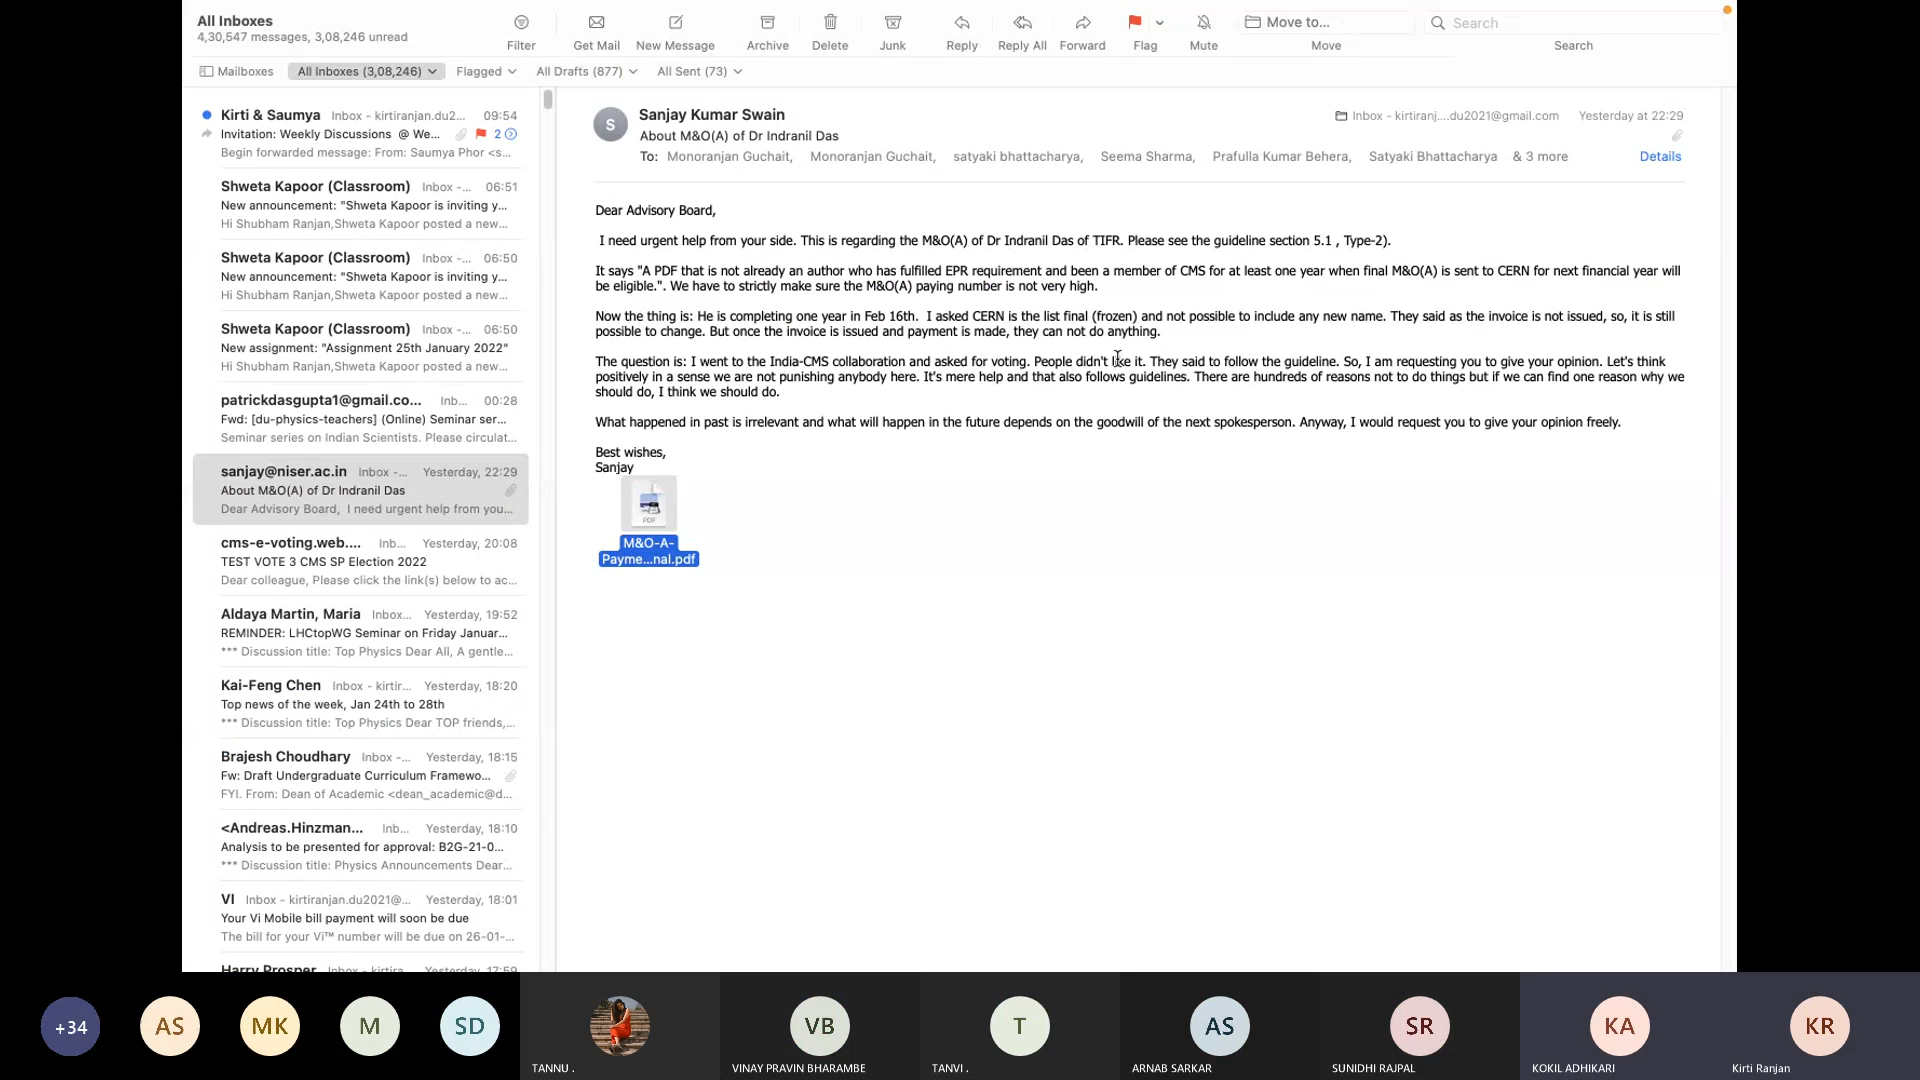 All Inboxes
4,30,547 messages, 3,08,246 unread
Filter
Get Mail
New Message
Archive
Delete
Junk
Reply
Reply All
Forward
Flag
Mute
Move to...
Move
Search
Search
Mailboxes
All Inboxes (3,08,246)
Flagged
All Drafts (877)
All Sent (73)
Kirti & Saumya Inbox - kirtiranjan.du2... 09:54
Invitation: Weekly Discussions @ We... 2
Begin forwarded message: From: Saumya Phor <s...
Shweta Kapoor (Classroom) Inbox -... 06:51
New announcement: "Shweta Kapoor is inviting y...
Hi Shubham Ranjan,Shweta Kapoor posted a new...
Shweta Kapoor (Classroom) Inbox -... 06:50
New announcement: "Shweta Kapoor is inviting y...
Hi Shubham Ranjan,Shweta Kapoor posted a new...
Shweta Kapoor (Classroom) Inbox -... 06:50
New assignment: "Assignment 25th January 2022"
Hi Shubham Ranjan,Shweta Kapoor posted a new...
patrickdasgupta1@gmail.co... Inb... 00:28
Fwd: [du-physics-teachers] (Online) Seminar ser...
Seminar series on Indian Scientists. Please circulat...
sanjay@niser.ac.in Inbox -... Yesterday, 22:29
About M&O(A) of Dr Indranil Das
Dear Advisory Board, I need urgent help from you...
cms-e-voting.web.... Inb... Yesterday, 20:08
TEST VOTE 3 CMS SP Election 2022
Dear colleague, Please click the link(s) below to ac...
Aldaya Martin, Maria Inbox... Yesterday, 19:52
REMINDER: LHCtopWG Seminar on Friday Januar...
*** Discussion title: Top Physics Dear All, A gentle...
Kai-Feng Chen Inbox - kirtir... Yesterday, 18:20
Top news of the week, Jan 24th to 28th
*** Discussion title: Top Physics Dear TOP friends,...
Brajesh Choudhary Inbox -... Yesterday, 18:15
Fw: Draft Undergraduate Curriculum Framewo...
FYI. From: Dean of Academic <dean_academic@d...
<Andreas.Hinzman... Inb... Yesterday, 18:10
Analysis to be presented for approval: B2G-21-0...
*** Discussion title: Physics Announcements Dear...
VI Inbox - kirtiranjan.du2021@... Yesterday, 18:01
Your Vi Mobile bill payment will soon be due
The bill for your Vi™ number will be due on 26-01-...
Harry Prosper Inbox - kirtira... Yesterday, 17:59
S
Sanjay Kumar Swain
Inbox - kirtiranj....du2021@gmail.com Yesterday at 22:29
About M&O(A) of Dr Indranil Das
To: Monoranjan Guchait, Monoranjan Guchait, satyaki bhattacharya, Seema Sharma, Prafulla Kumar Behera, Satyaki Bhattacharya & 3 more Details
Dear Advisory Board,
I need urgent help from your side. This is regarding the M&O(A) of Dr Indranil Das of TIFR. Please see the guideline section 5.1 , Type-2).
It says "A PDF that is not already an author who has fulfilled EPR requirement and been a member of CMS for at least one year when final M&O(A) is sent to CERN for next financial year will
be eligible.". We have to strictly make sure the M&O(A) paying number is not very high.
Now the thing is: He is completing one year in Feb 16th. I asked CERN is the list final (frozen) and not possible to include any new name. They said as the invoice is not issued, so, it is still
possible to change. But once the invoice is issued and payment is made, they can not do anything.
The question is: I went to the India-CMS collaboration and asked for voting. People didn't like it. They said to follow the guideline. So, I am requesting you to give your opinion. Let's think
positively in a sense we are not punishing anybody here. It's mere help and that also follows guidelines. There are hundreds of reasons not to do things but if we can find one reason why we
should do, I think we should do.
What happened in past is irrelevant and what will happen in the future depends on the goodwill of the next spokesperson. Anyway, I would request you to give your opinion freely.
Best wishes,
Sanjay
PDF
M&O-A-
Payme...nal.pdf
+34
AS
MK
M
SD
TANNU .
VB
VINAY PRAVIN BHARAMBE
T
TANVI .
AS
ARNAB SARKAR
SR
SUNIDHI RAJPAL
KA
KOKIL ADHIKARI
KR
Kirti Ranjan